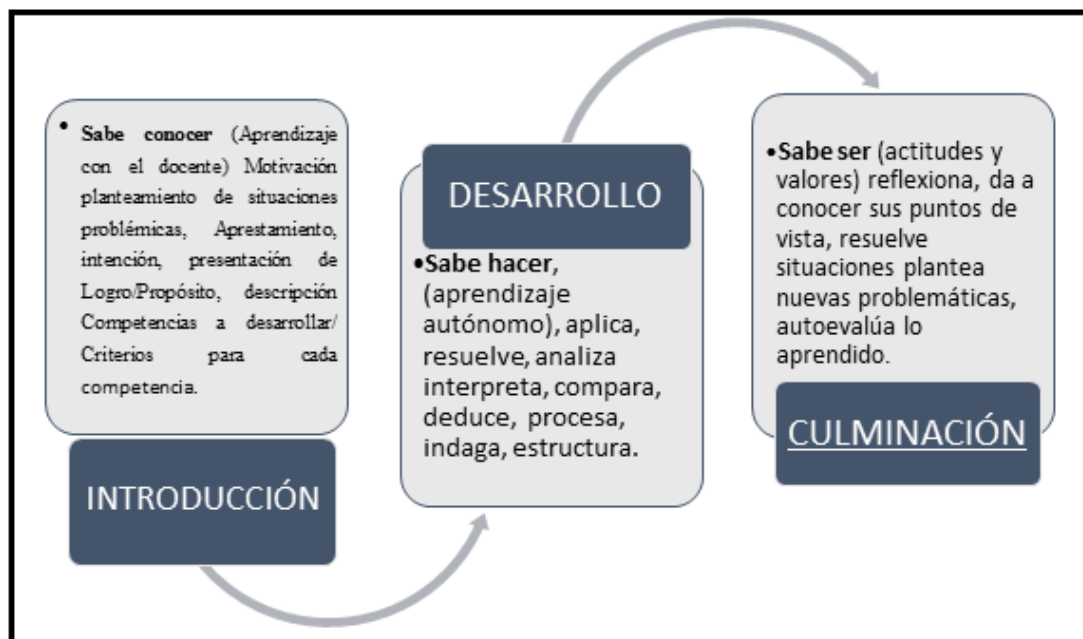 • Sabe conocer (Aprendizaje
con el docente) Motivación
planteamiento de situaciones
problémicas, Aprestamiento,
intención, presentación de
Logro/Propósito, descripción
Competencias a desarrollar/
Criterios para cada
competencia.
INTRODUCCIÓN
DESARROLLO
•Sabe hacer,
(aprendizaje
autónomo), aplica,
resuelve, analiza
interpreta, compara,
deduce, procesa,
indaga, estructura.
•Sabe ser (actitudes y
valores) reflexiona, da a
conocer sus puntos de
vista, resuelve
situaciones plantea
nuevas problemáticas,
autoevalúa lo
aprendido.
CULMINACIÓN